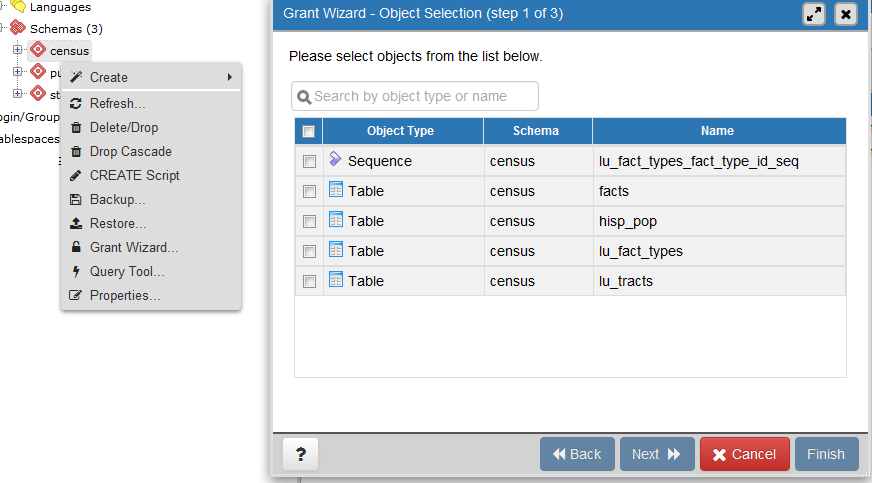 Languages
Schemas (3)
census
pu
st
ogin/Group
ablespaces
Create
Refresh...
Delete/Drop
Drop Cascade
CREATE Script
Backup...
Restore...
Grant Wizard...
Query Tool...
Properties...
Grant Wizard - Object Selection (step 1 of 3)
Please select objects from the list below.
Search by object type or name
Object Type Schema Name
Sequence census lu_fact_types_fact_type_id_seq
Table census facts
Table census hisp_pop
Table census lu_fact_types
Table census lu_tracts
? Back Next Cancel Finish